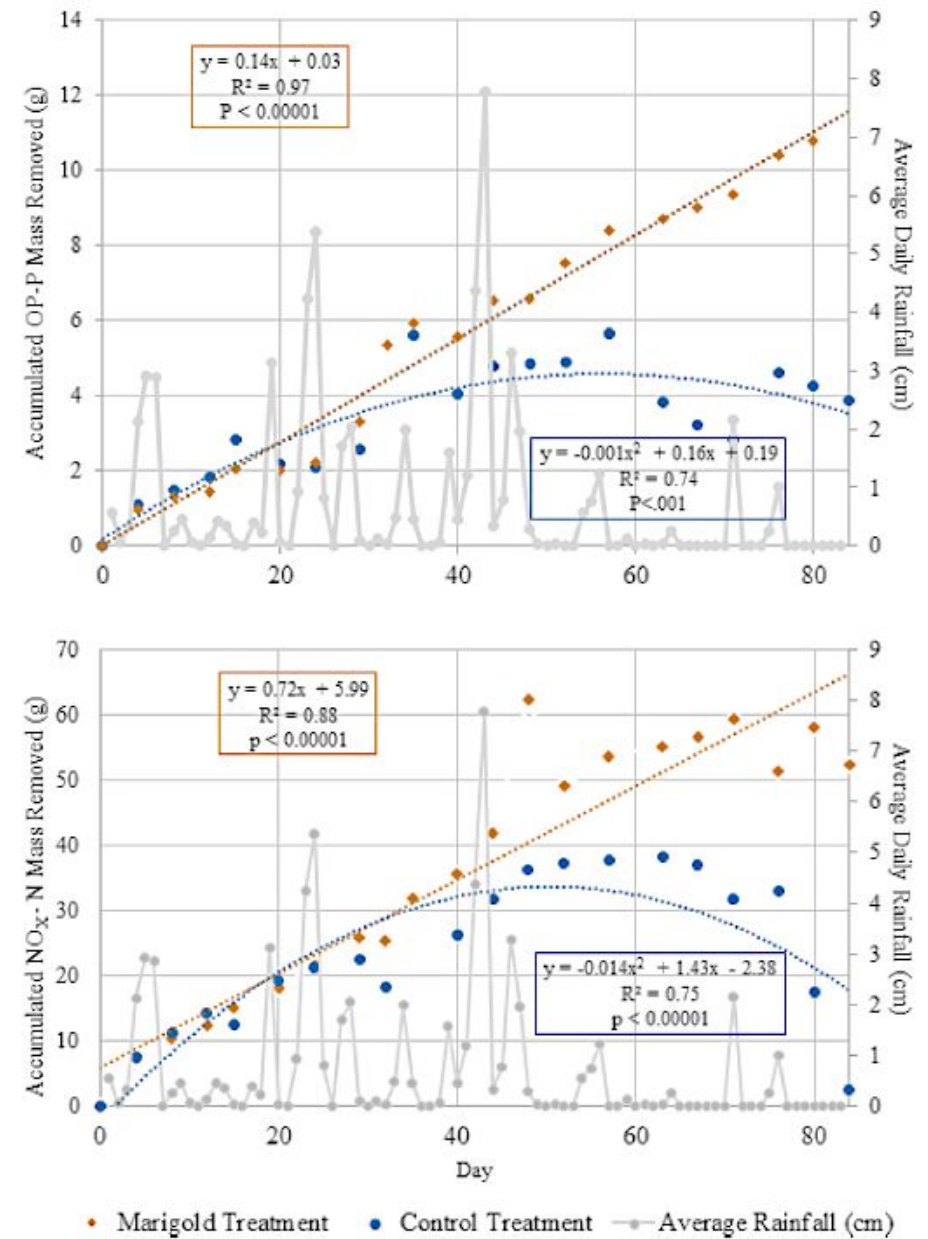 14
12
10
8
6
4
2
0
Accumulated OP-P Mass Removed (g)
y = 0.14x + 0.03
R² = 0.97
P < 0.00001
y = -0.001x² + 0.16x + 0.19
R² = 0.74
P<.001
9
8
7
6
5
4
3
2
1
0
Average Daily Rainfall (cm)
0 20 40 60 80
70
60
50
40
30
20
10
0
Accumulated NOX- N Mass Removed (g)
y = 0.72x + 5.99
R² = 0.88
p < 0.00001
y = -0.014x² + 1.43x - 2.38
R² = 0.75
p < 0.00001
9
8
7
6
5
4
3
2
1
0
Average Daily Rainfall (cm)
0 20 40 60 80
Day
Marigold Treatment Control Treatment Average Rainfall (cm)